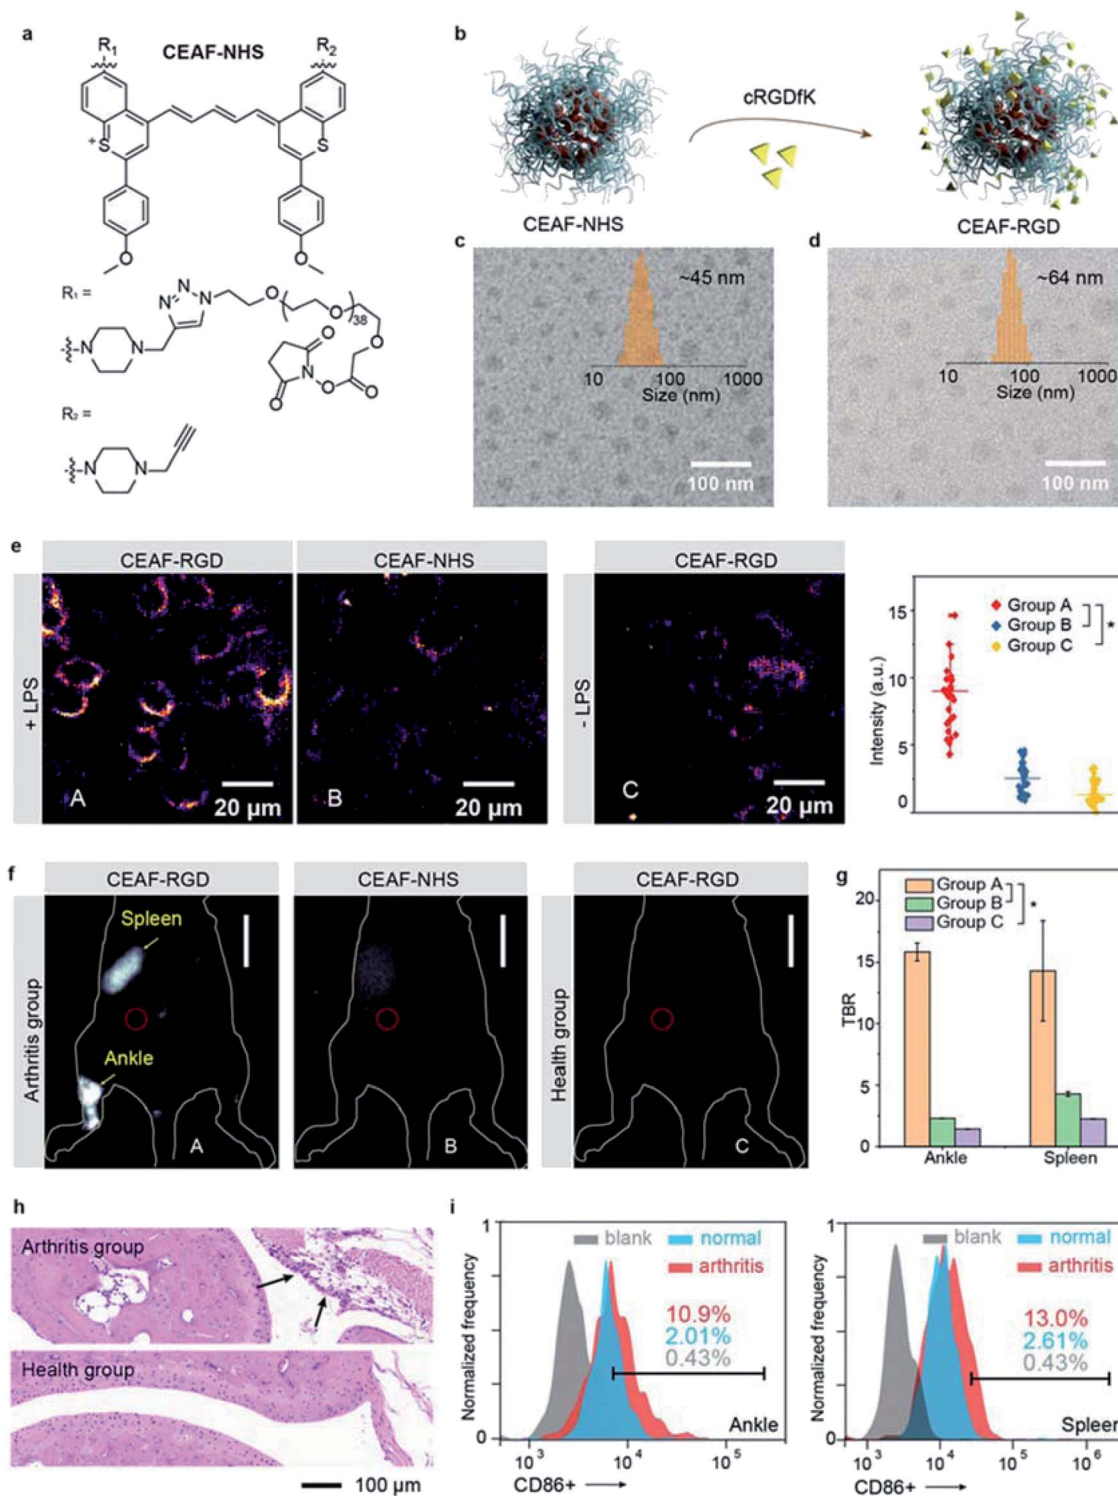 a
R1
CEAF-NHS
R2
S
+
S
O
O
R1 =
N
N
N
O
O
38
O
O
N
N
O
N
O
O
O
R2 =
N
N
b
cRGDfK
CEAF-NHS
CEAF-RGD
c
~45 nm
10 100 1000
Size (nm)
100 nm
d
~64 nm
10 100 1000
Size (nm)
100 nm
e
CEAF-RGD
CEAF-NHS
CEAF-RGD
+ LPS
- LPS
A
20 µm
B
20 µm
C
20 µm
15
10
5
0
Intensity (a.u.)
Group A
Group B
Group C
*
f
CEAF-RGD
CEAF-NHS
CEAF-RGD
Arthritis group
Health group
Spleen
Ankle
A
B
C
g
20
15
10
5
0
TBR
Group A
Group B
Group C
*
Ankle
Spleen
h
Arthritis group
Health group
100 µm
i
1
0
Normalized frequency
blank
normal
arthritis
10.9%
2.01%
0.43%
Ankle
10^3 10^4 10^5
CD86+
1
0
Normalized frequency
blank
normal
arthritis
13.0%
2.61%
0.43%
Spleen
10^3 10^4 10^5 10^6
CD86+